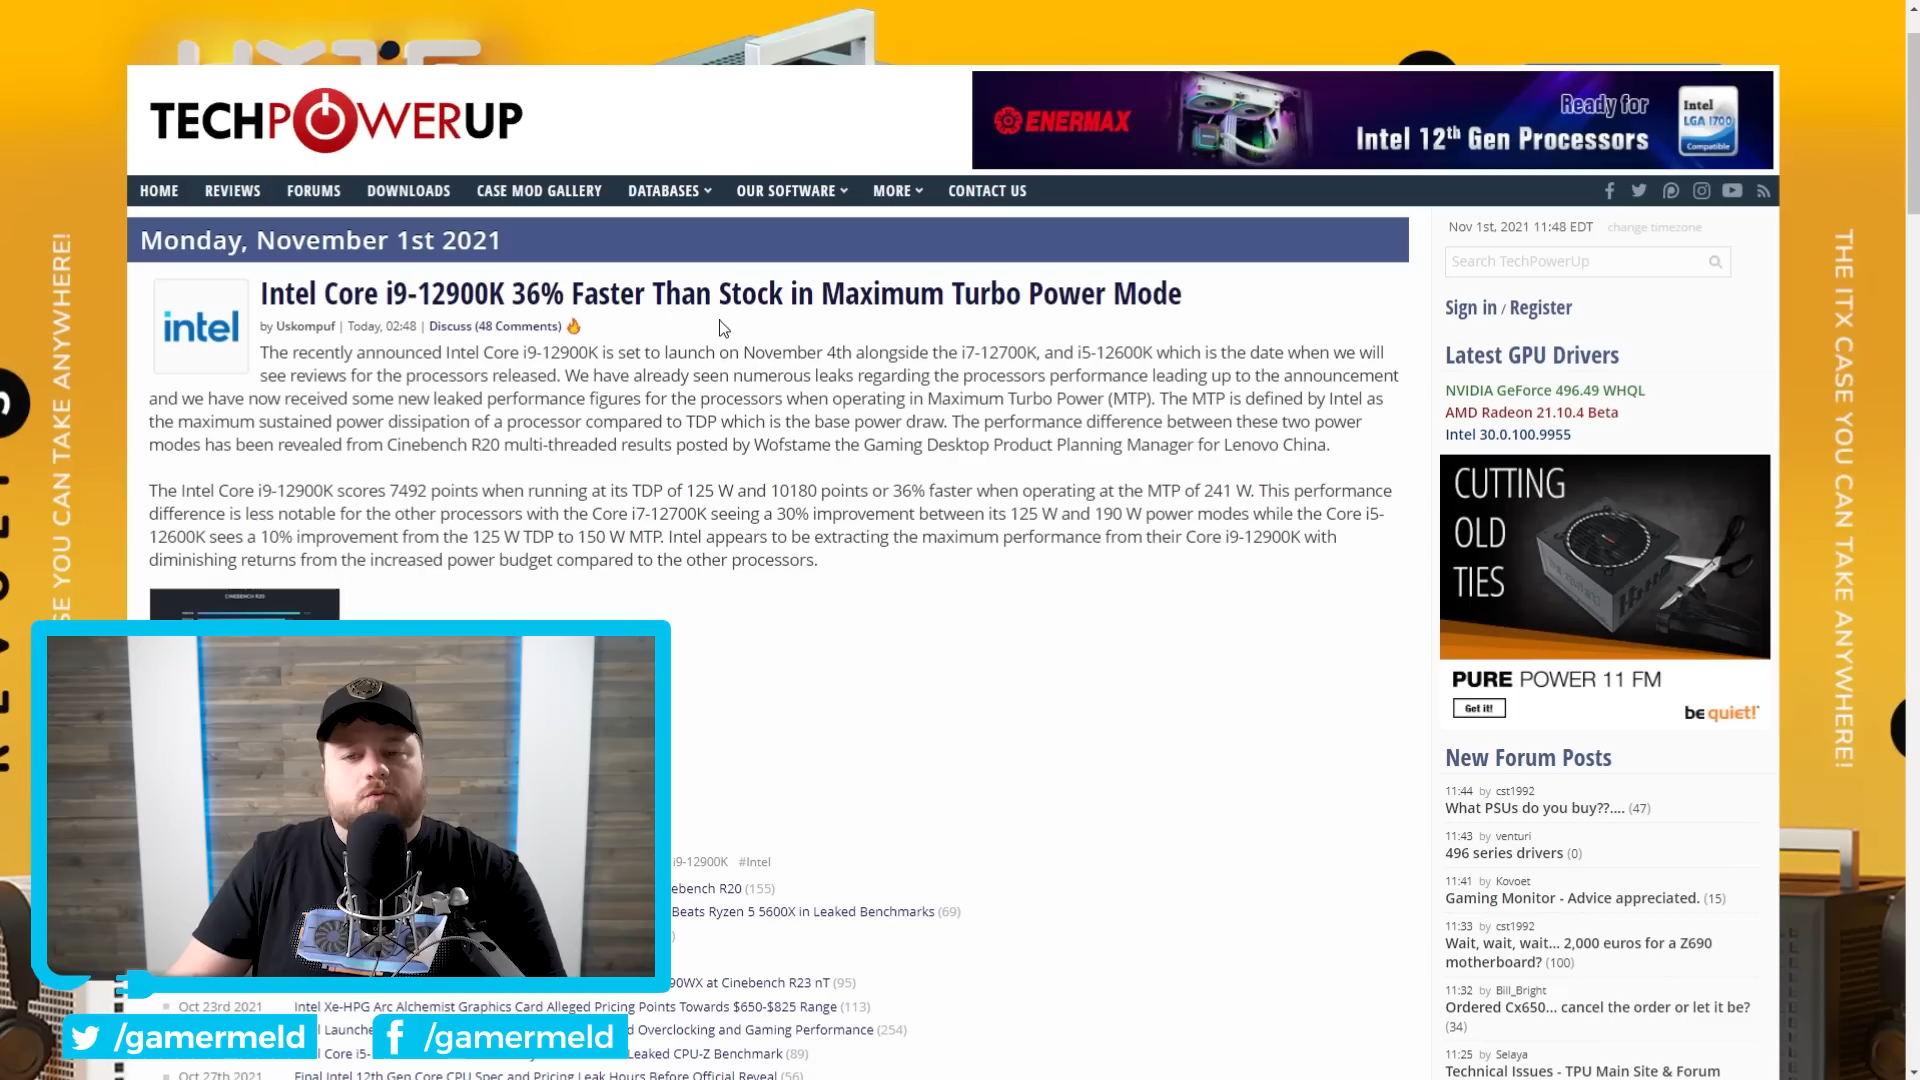 TECHPOWERUP
ENERMAX
Ready for
Intel 12th Gen Processors
Intel
LGA 1700
Compatible
HOME
REVIEWS
FORUMS
DOWNLOADS
CASE MOD GALLERY
DATABASES
OUR SOFTWARE
MORE
CONTACT US
Monday, November 1st 2021
Nov 1st, 2021 11:48 EDT change timezone
Search TechPowerUp
intel
Intel Core i9-12900K 36% Faster Than Stock in Maximum Turbo Power Mode
by Uskompuf | Today, 02:48 | Discuss (48 Comments)
The recently announced Intel Core i9-12900K is set to launch on November 4th alongside the i7-12700K, and i5-12600K which is the date when we will
see reviews for the processors released. We have already seen numerous leaks regarding the processors performance leading up to the announcement
and we have now received some new leaked performance figures for the processors when operating in Maximum Turbo Power (MTP). The MTP is defined by Intel as
the maximum sustained power dissipation of a processor compared to TDP which is the base power draw. The performance difference between these two power
modes has been revealed from Cinebench R20 multi-threaded results posted by Wofstame the Gaming Desktop Product Planning Manager for Lenovo China.
The Intel Core i9-12900K scores 7492 points when running at its TDP of 125 W and 10180 points or 36% faster when operating at the MTP of 241 W. This performance
difference is less notable for the other processors with the Core i7-12700K seeing a 30% improvement between its 125 W and 190 W power modes while the Core i5-
12600K sees a 10% improvement from the 125 W TDP to 150 W MTP. Intel appears to be extracting the maximum performance from their Core i9-12900K with
diminishing returns from the increased power budget compared to the other processors.
CINEBENCH R20
i9-12900K #Intel
ebench R20 (155)
Beats Ryzen 5 5600X in Leaked Benchmarks (69)
)
90WX at Cinebench R23 nT (95)
Oct 23rd 2021 Intel Xe-HPG Arc Alchemist Graphics Card Alleged Pricing Points Towards $650-$825 Range (113)
l Launche
d Overclocking and Gaming Performance (254)
l Core i5-
Leaked CPU-Z Benchmark (89)
Oct 27th 2021 Final Intel 12th Gen Core CPU Spec and Pricing Leak Hours Before Official Reveal (56)
/gamermeld
/gamermeld
Sign in / Register
Latest GPU Drivers
NVIDIA GeForce 496.49 WHQL
AMD Radeon 21.10.4 Beta
Intel 30.0.100.9955
CUTTING
OLD
TIES
PURE POWER 11 FM
Get it!
be quiet!
New Forum Posts
11:44 by cst1992
What PSUs do you buy??.... (47)
11:43 by venturi
496 series drivers (0)
11:41 by Kovoet
Gaming Monitor - Advice appreciated. (15)
11:33 by cst1992
Wait, wait, wait... 2,000 euros for a Z690
motherboard? (100)
11:32 by Bill_Bright
Ordered Cx650... cancel the order or let it be?
(34)
11:25 by Selaya
Technical Issues - TPU Main Site & Forum
SE YOU CAN TAKE ANYWHERE!
THE ITX CASE YOU CAN TAKE ANYWHERE!